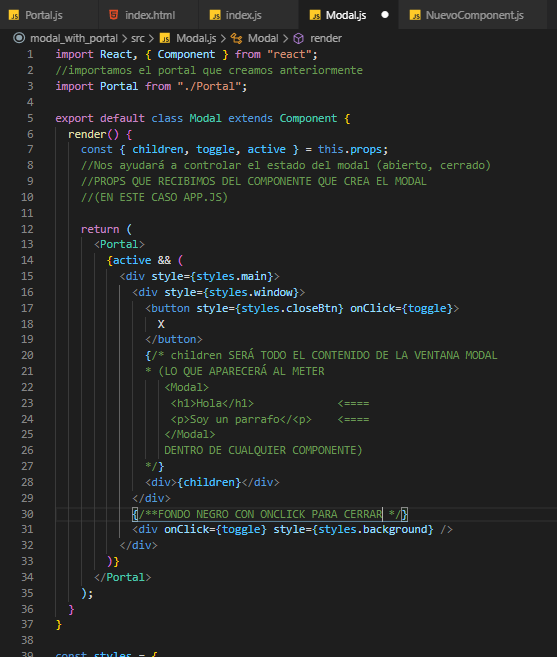 Portal.js index.html index.js Modal.js NuevoComponent.js
modal_with_portal > src > Modal.js > Modal > render
1 import React, { Component } from "react";
2 //importamos el portal que creamos anteriormente
3 import Portal from "./Portal";
4
5 export default class Modal extends Component {
6 render() {
7 const { children, toggle, active } = this.props;
8 //Nos ayudará a controlar el estado del modal (abierto, cerrado)
9 //PROPS QUE RECIBIMOS DEL COMPONENTE QUE CREA EL MODAL
10 //(EN ESTE CASO APP.JS)
11
12 return (
13 <Portal>
14 {active && (
15 <div style={styles.main}>
16 <div style={styles.window}>
17 <button style={styles.closeBtn} onClick={toggle}>
18 X
19 </button>
20 {/* children SERÁ TODO EL CONTENIDO DE LA VENTANA MODAL
21 * (LO QUE APARECERÁ AL METER
22 <Modal>
23 <h1>Hola</h1> <====
24 <p>Soy un parrafo</<p> <====
25 </Modal>
26 DENTRO DE CUALQUIER COMPONENTE)
27 */}
28 <div>{children}</div>
29 </div>
30 {/**FONDO NEGRO CON ONCLICK PARA CERRAR */}
31 <div onClick={toggle} style={styles.background} />
32 </div>
33 )}
34 </Portal>
35 );
36 }
37 }
38
39 const styles = {